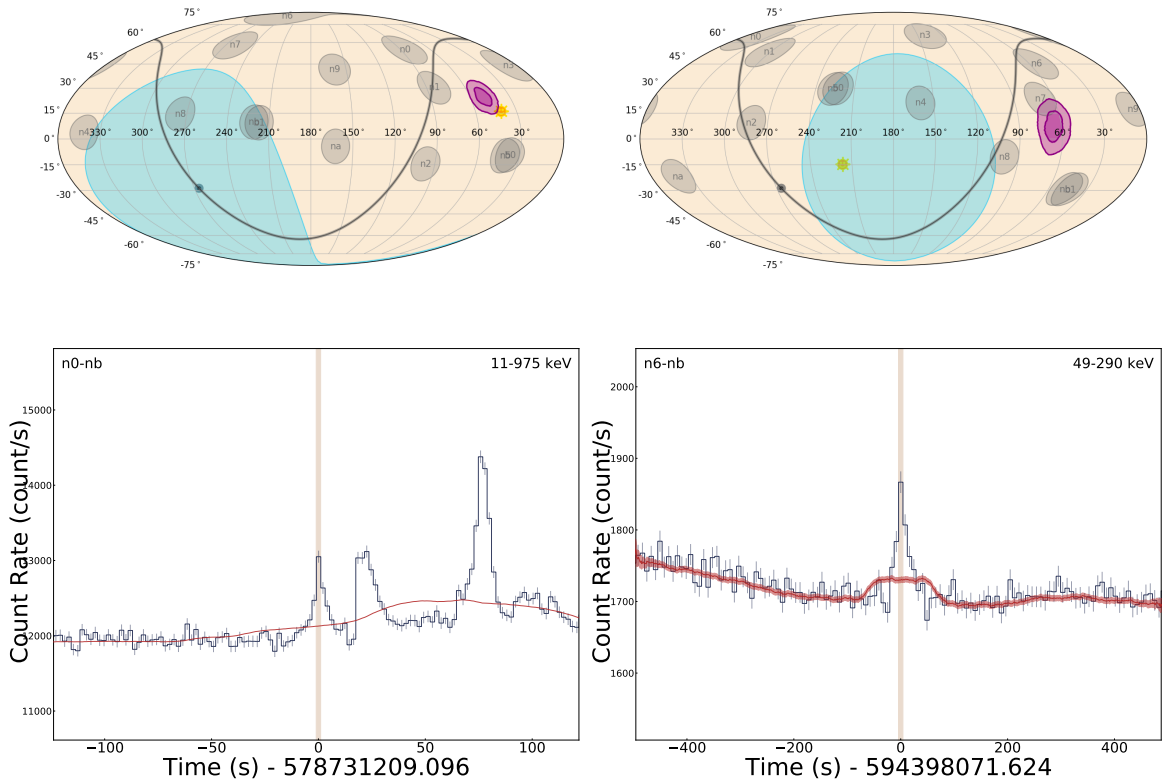 75°
60°
45°
30°
15°
0°
-15°
-30°
-45°
-60°
-75°
330° 300° 270° 240° 210° 180° 150° 120° 90° 60° 30°
n6
n7
n0
n3
n9
n1
n8
n4
b1
na
n2
b0
75°
60°
45°
30°
15°
0°
-15°
-30°
-45°
-60°
-75°
330° 300° 270° 240° 210° 180° 150° 120° 90° 60° 30°
n0
n1
n3
n6
n7
n9
b0
n4
n2
n8
na
b1
n0-nb
11-975 keV
Count Rate (count/s)
15000
14000
13000
12000
11000
−100 −50 0 50 100
Time (s) - 578731209.096
n6-nb
49-290 keV
Count Rate (count/s)
2000
1900
1800
1700
1600
−400 −200 0 200 400
Time (s) - 594398071.624